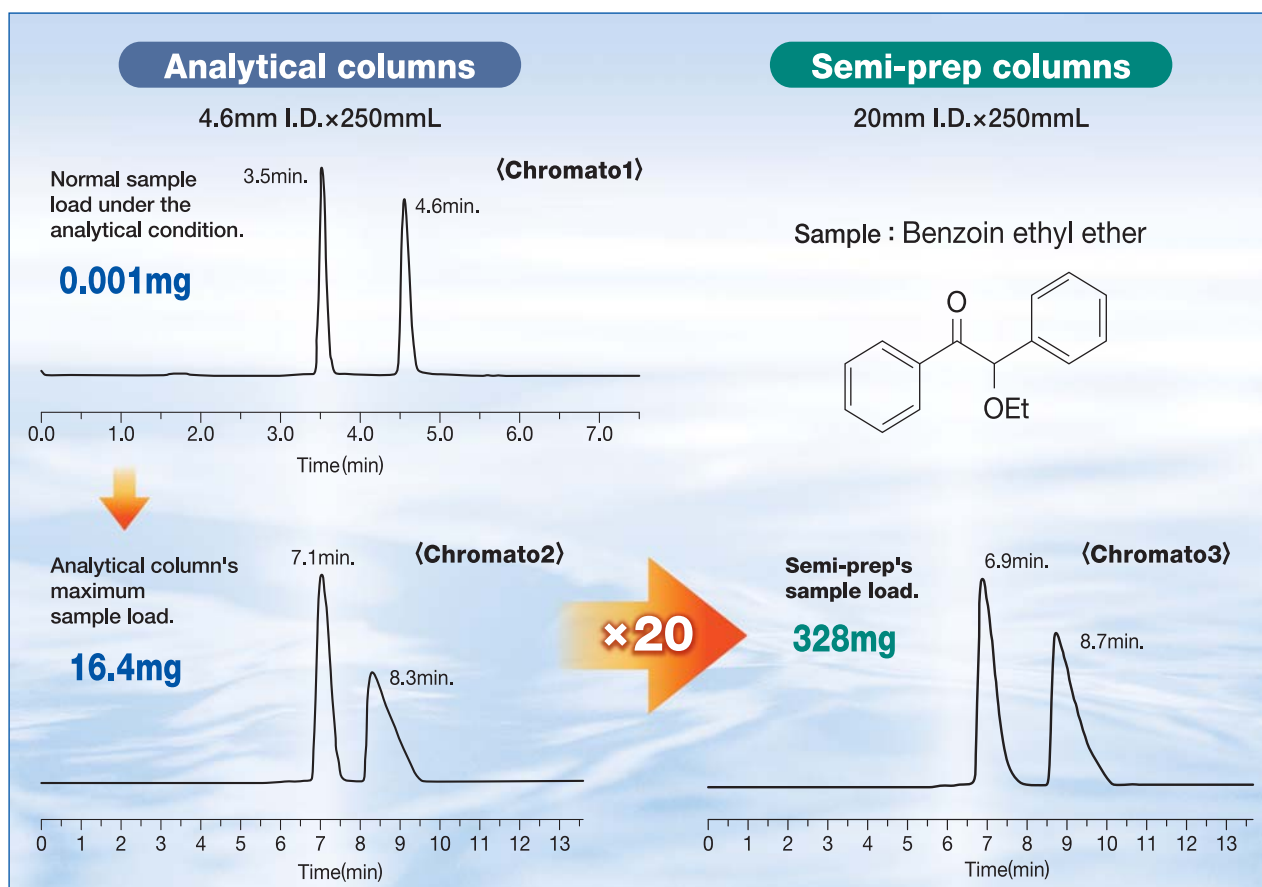 Analytical columns
4.6mm I.D.×250mmL
Semi-prep columns
20mm I.D.×250mmL
Normal sample
load under the
analytical condition.
0.001mg
3.5min.
4.6min.
〈Chromato1〉
0.0 1.0 2.0 3.0 4.0 5.0 6.0 7.0
Time(min)
Sample : Benzoin ethyl ether
O
OEt
Analytical column's
maximum
sample load.
16.4mg
7.1min.
8.3min.
〈Chromato2〉
0 1 2 3 4 5 6 7 8 9 10 11 12 13
Time(min)
×20
Semi-prep's
sample load.
328mg
6.9min.
8.7min.
〈Chromato3〉
0 1 2 3 4 5 6 7 8 9 10 11 12 13
Time(min)